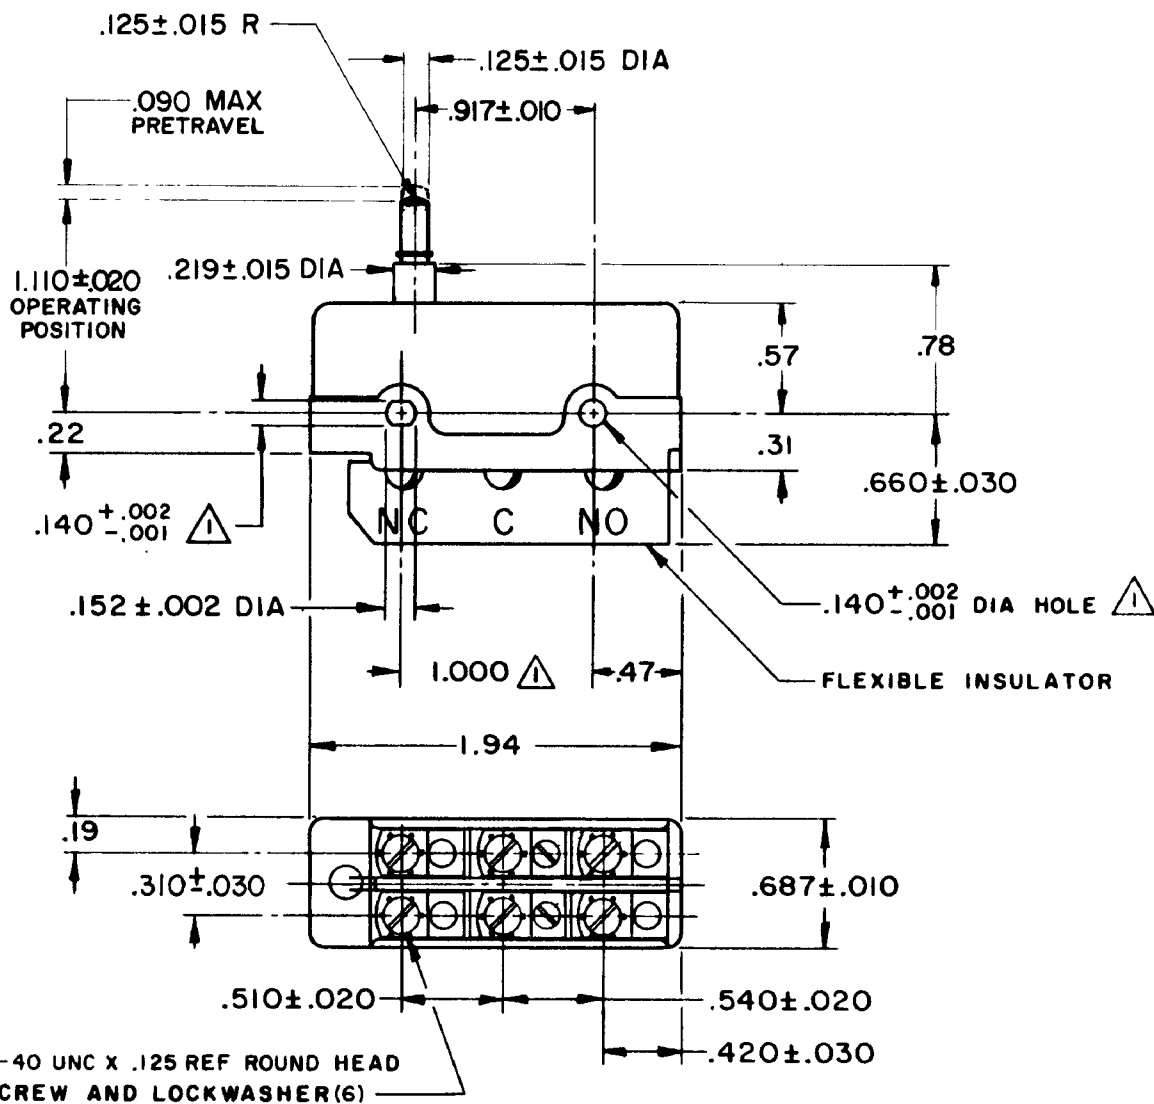 .125±.015 R
.125±.015 DIA
.090 MAX
PRETRAVEL
.917±.010
1.110±.020
OPERATING
POSITION
.219±.015 DIA
.57
.78
.22
.31
.660±.030
.140 +.002 -.001 1
NC C NO
.152±.002 DIA
.140 +.002 -.001 DIA HOLE 1
1.000 1
.47
FLEXIBLE INSULATOR
1.94
.19
.310±.030
.687±.010
.510±.020
.540±.020
.420±.030
-40 UNC X .125 REF ROUND HEAD
CREW AND LOCKWASHER(6)